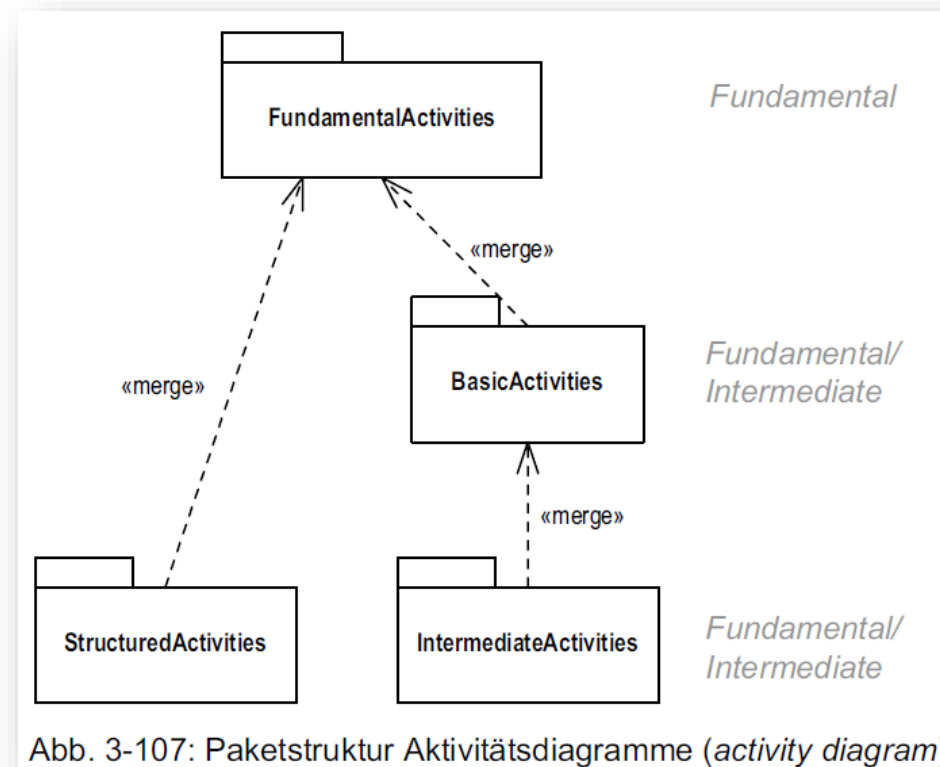 FundamentalActivities
Fundamental
«merge»
«merge»
BasicActivities
Fundamental/
Intermediate
«merge»
StructuredActivities
IntermediateActivities
Fundamental/
Intermediate
Abb. 3-107: Paketstruktur Aktivitätsdiagramme (activity diagram)